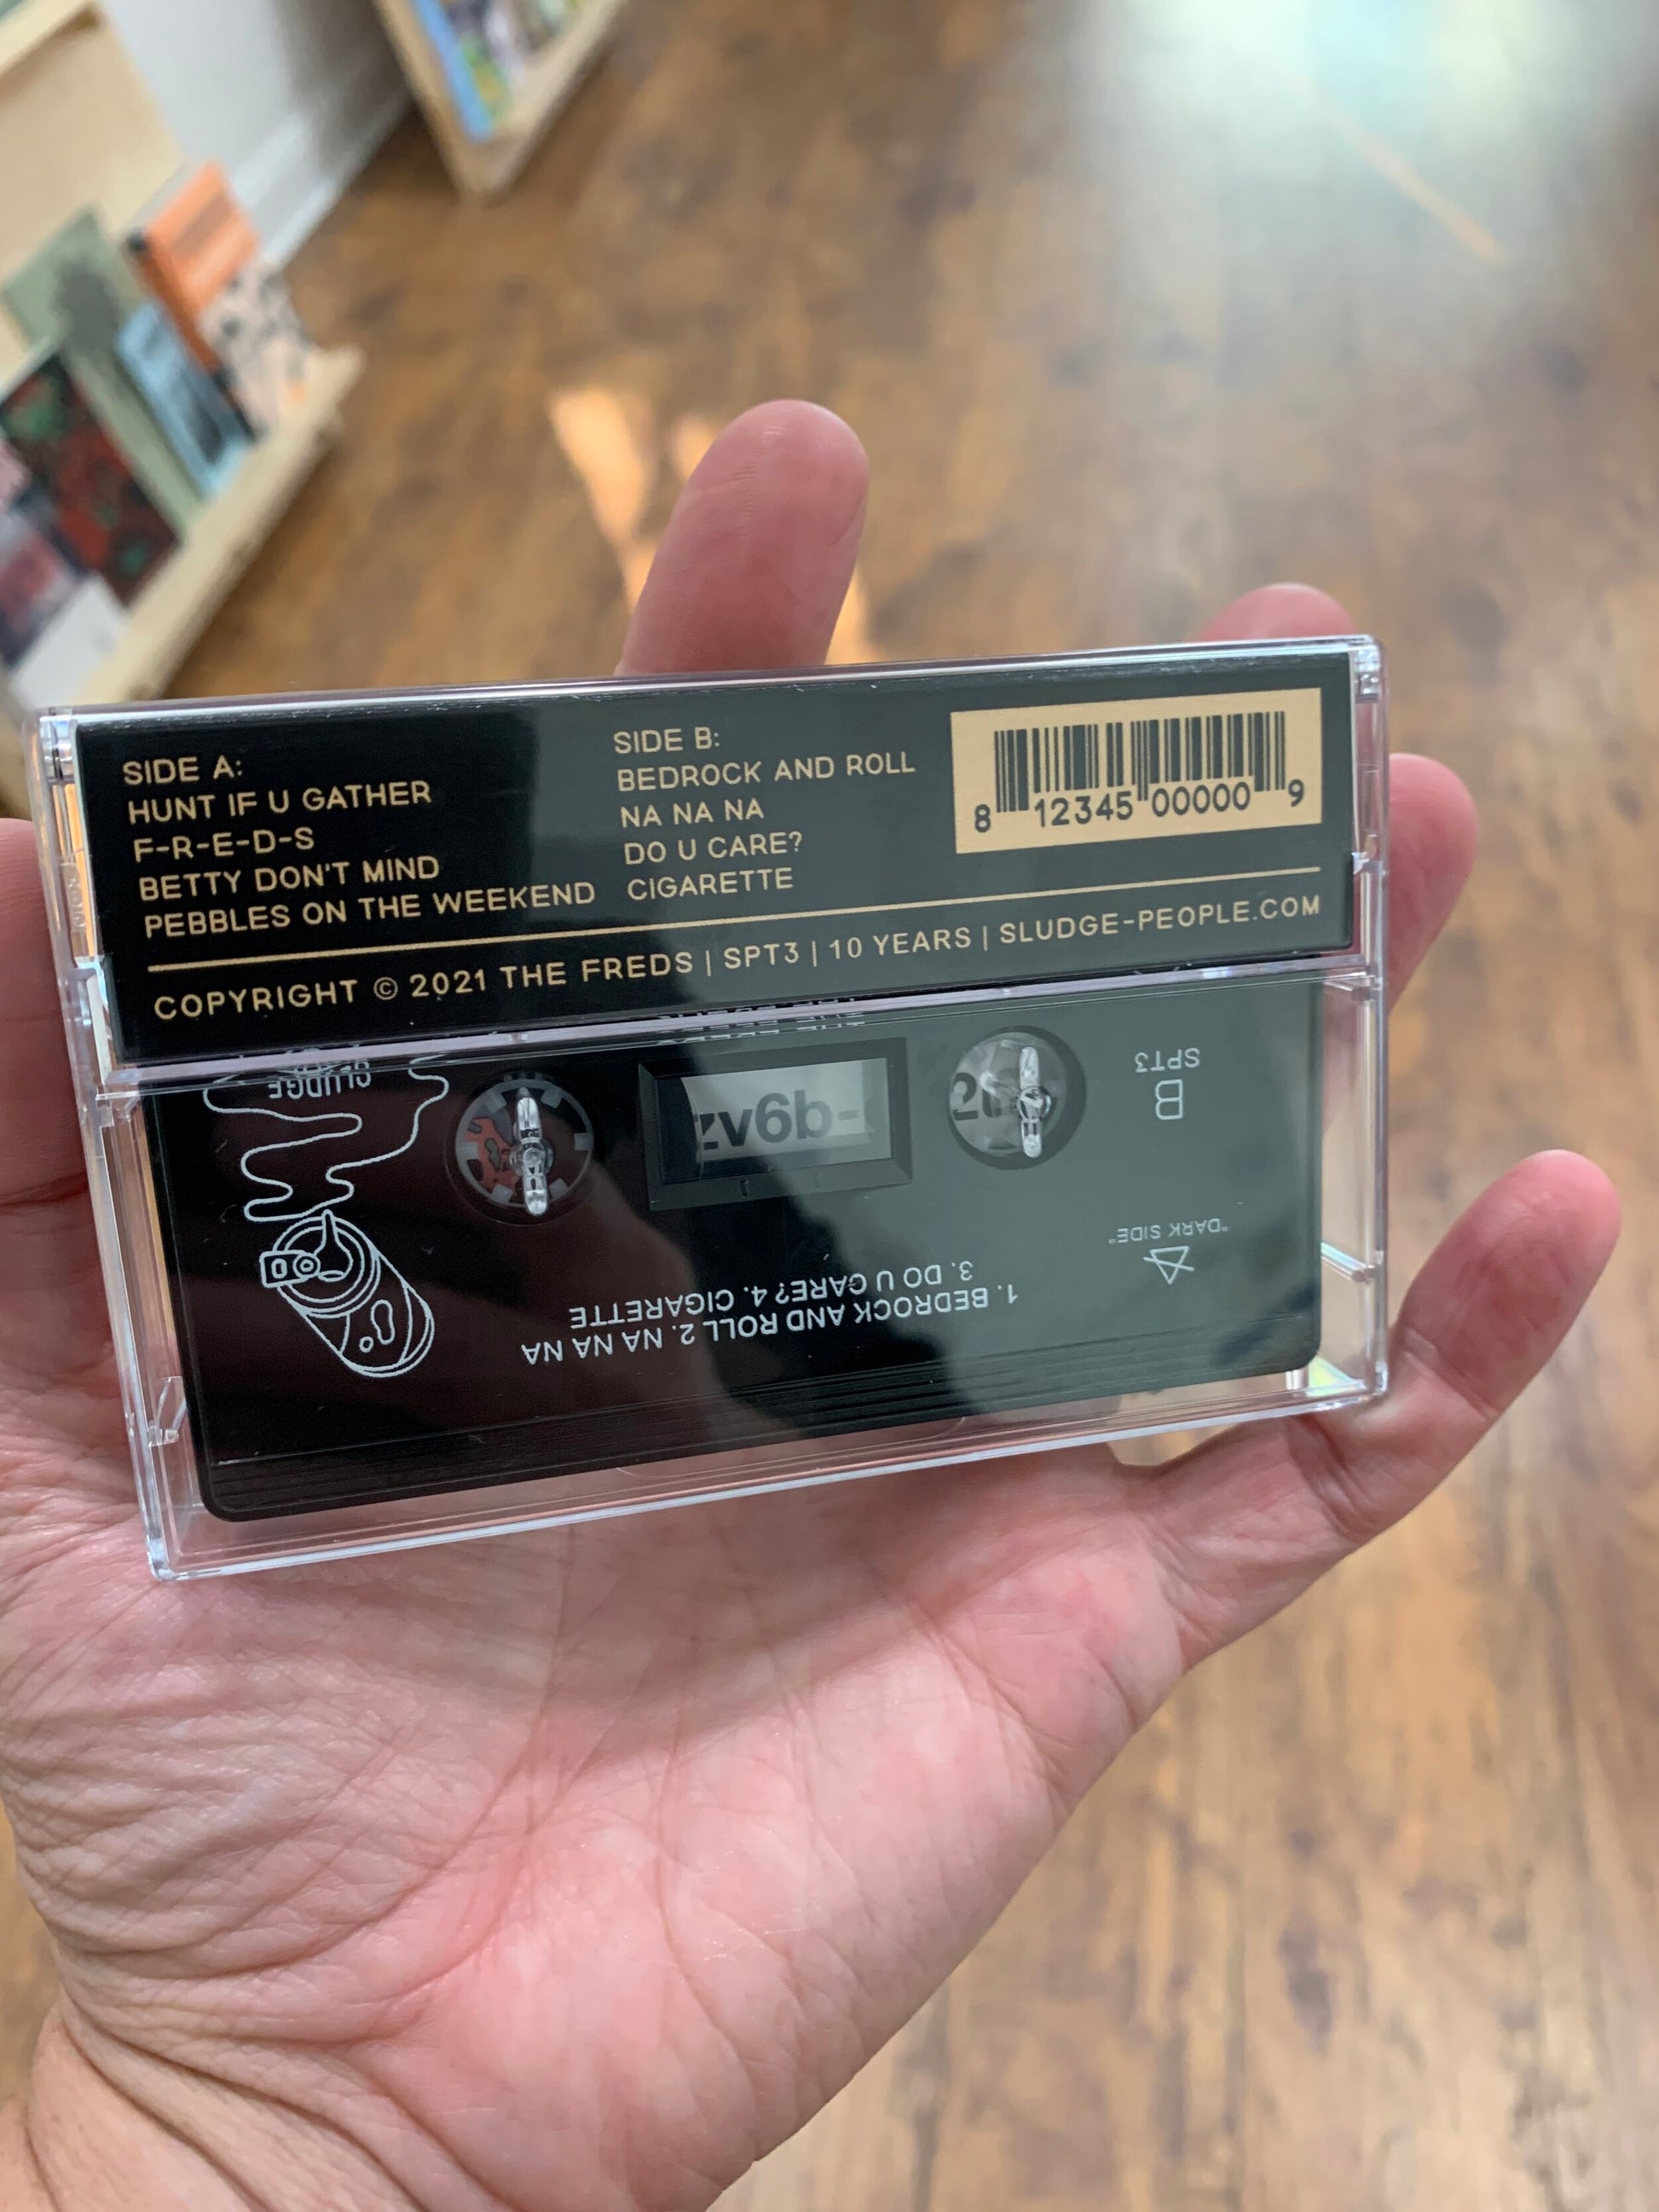 SIDE A:
HUNT IF U GATHER
F-R-E-D-S
BETTY DON'T MIND
PEBBLES ON THE WEEKEND
SIDE B:
BEDROCK AND ROLL
NA NA NA
DO U CARE?
CIGARETTE
8 12345 00000 9
COPYRIGHT © 2021 THE FREDS | SPT3 | 10 YEARS | SLUDGE-PEOPLE.COM
SLUDGE
zv6b-
B
SPT3
"DARK SIDE"
1. BEDROCK AND ROLL 2. NA NA NA
3. DO U CARE? 4. CIGARETTE